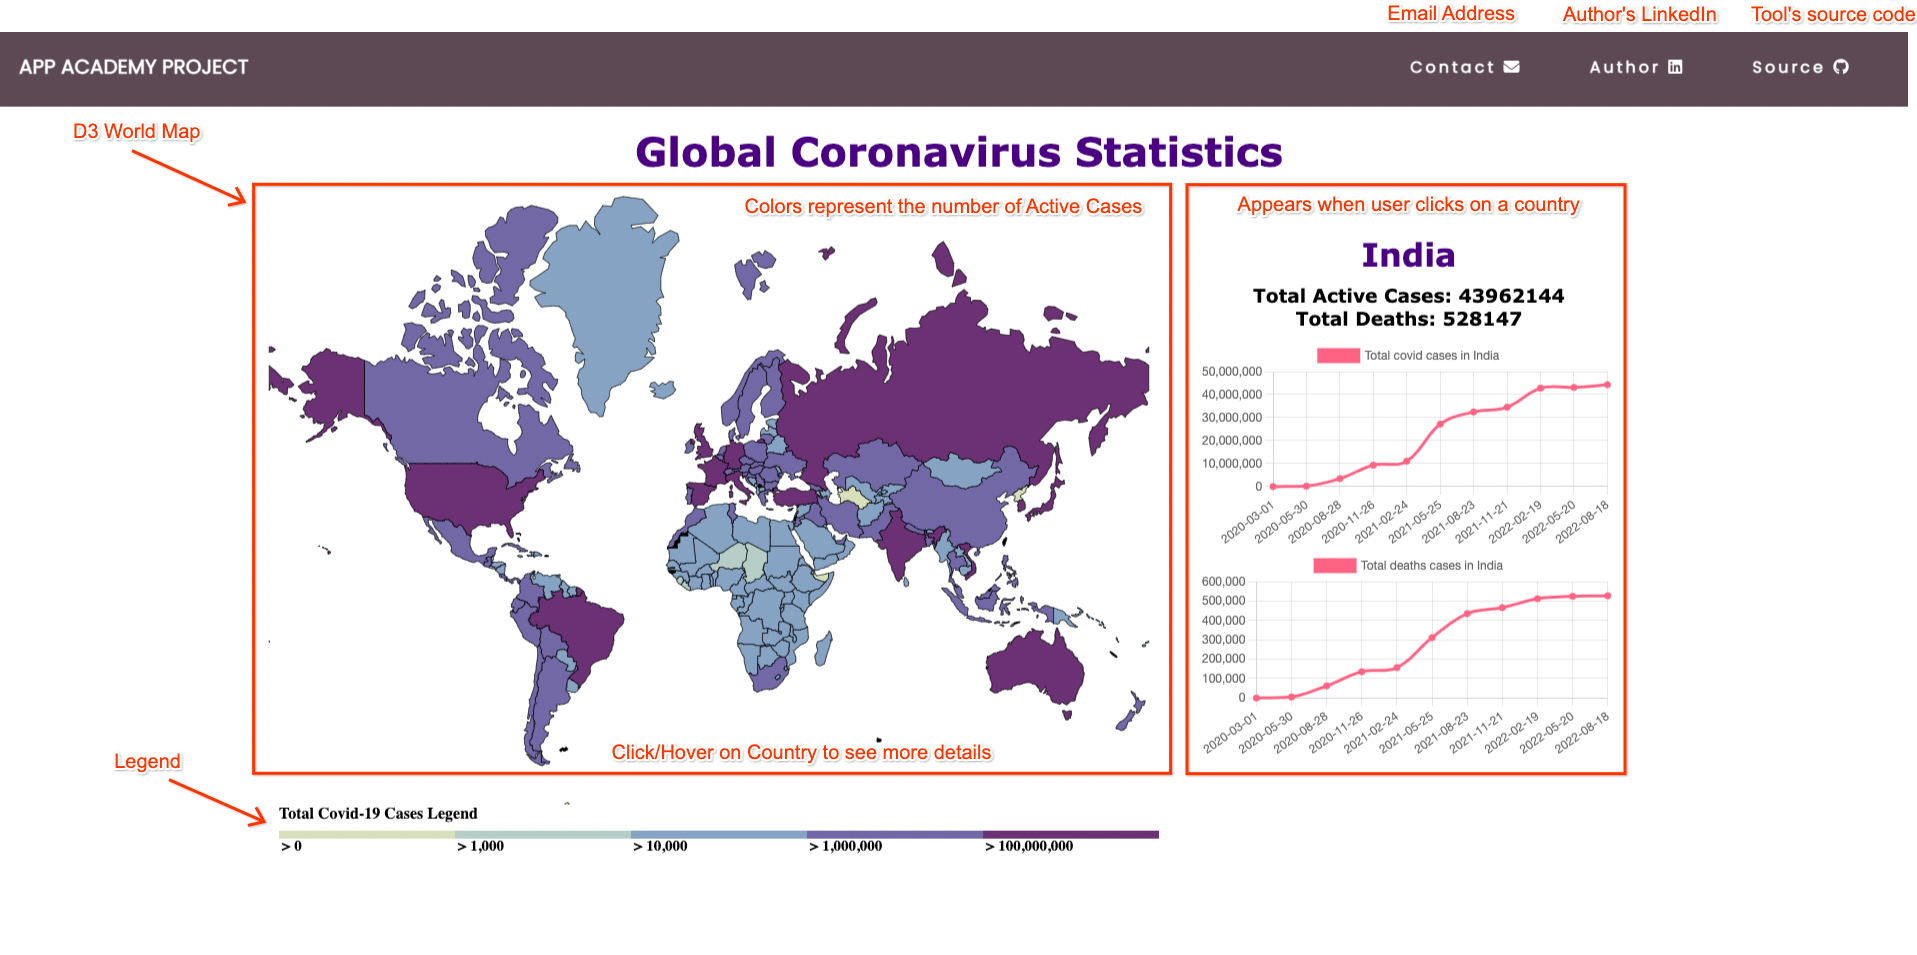 Email Address
Author's LinkedIn
Tool's source code
APP ACADEMY PROJECT
Contact
Author
Source
D3 World Map
Global Coronavirus Statistics
Colors represent the number of Active Cases
Click/Hover on Country to see more details
Appears when user clicks on a country
India
Total Active Cases: 43962144
Total Deaths: 528147
Total covid cases in India
50,000,000
40,000,000
30,000,000
20,000,000
10,000,000
0
2020-03-01
2020-05-30
2020-08-28
2020-11-26
2021-02-24
2021-05-25
2021-08-23
2021-11-21
2022-02-19
2022-05-20
2022-08-18
Total deaths cases in India
600,000
500,000
400,000
300,000
200,000
100,000
0
2020-03-01
2020-05-30
2020-08-28
2020-11-26
2021-02-24
2021-05-25
2021-08-23
2021-11-21
2022-02-19
2022-05-20
2022-08-18
Legend
Total Covid-19 Cases Legend
> 0
> 1,000
> 10,000
> 1,000,000
> 100,000,000